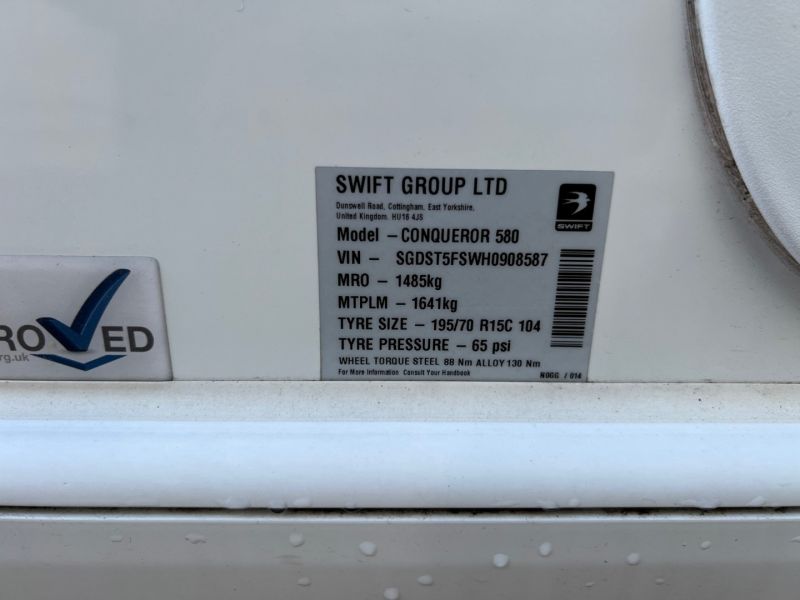 SWIFT GROUP LTD
Dunswell Road, Cottingham, East Yorkshire,
United Kingdom. HU16 4JS
SWIFT
Model – CONQUEROR 580
VIN – SGDST5FSWH0908587
MRO – 1485kg
MTPLM – 1641kg
TYRE SIZE – 195/70 R15C 104
TYRE PRESSURE – 65 psi
WHEEL TORQUE STEEL 88 Nm ALLOY 130 Nm
For More Information Consult Your Handbook
N0GG / 014
ROVED
rg.uk